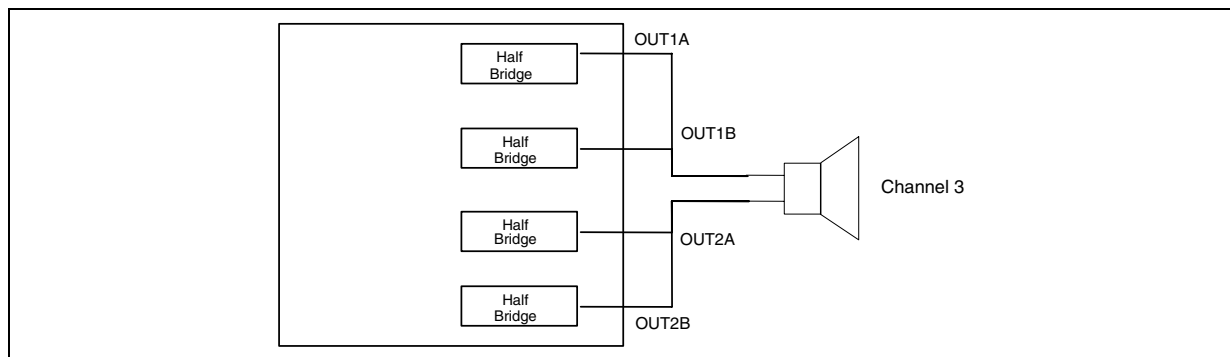 OUT1A
Half
Bridge
OUT1B
Half
Bridge
Channel 3
Half
Bridge
OUT2A
Half
Bridge
OUT2B